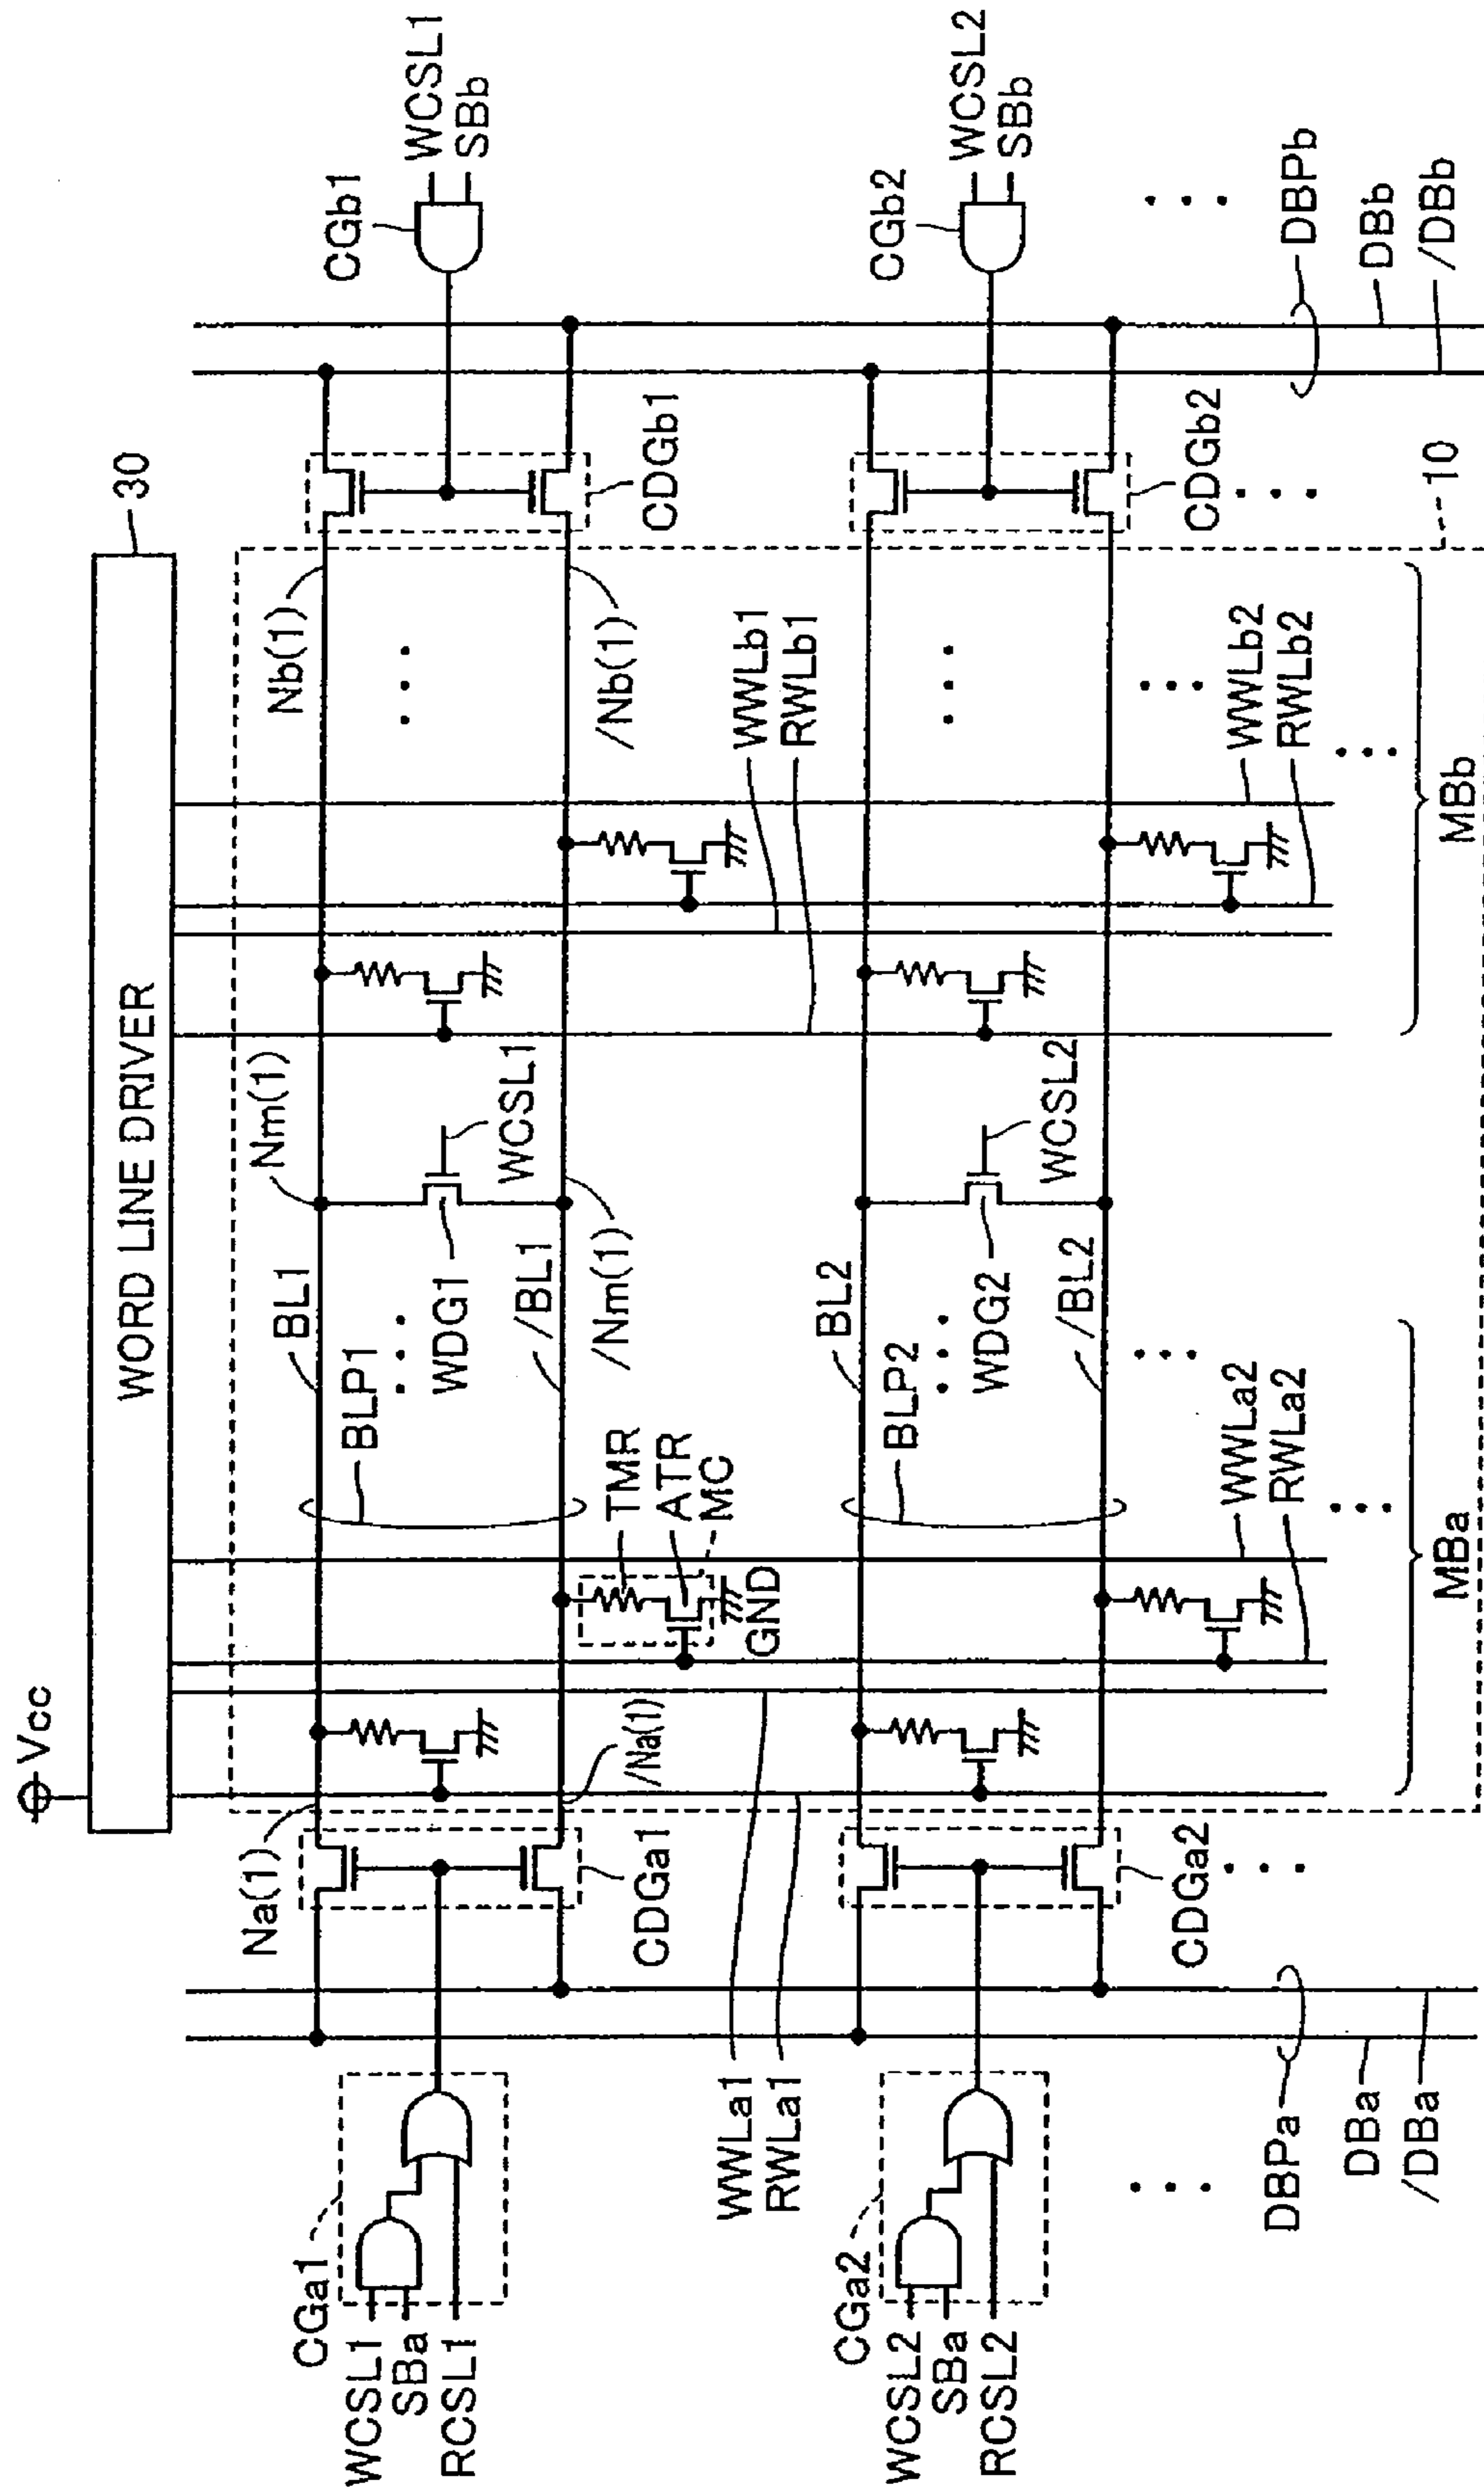 Vcc
WORD LINE DRIVER
30
CGa1
WCSL1
SBa
RCSL1
Na(1)
BL1
Nm(1)
Nb(1)
CGb1
WCSL1
SBb
BLP1
WDG1
WCSL1
/BL1
/Nm(1)
/Na(1)
/Nb(1)
CDGa1
TMR
ATR
MC
GND
CDGb1
WWLa1
RWLa1
WWLb1
RWLb1
CGa2
WCSL2
SBa
RCSL2
BL2
BLP2
WDG2
WCSL2
/BL2
CGb2
WCSL2
SBb
CDGa2
CDGb2
WWLa2
RWLa2
WWLb2
RWLb2
DBPa
DBa
/DBa
MBa
MBb
10
DBPb
DBb
/DBb